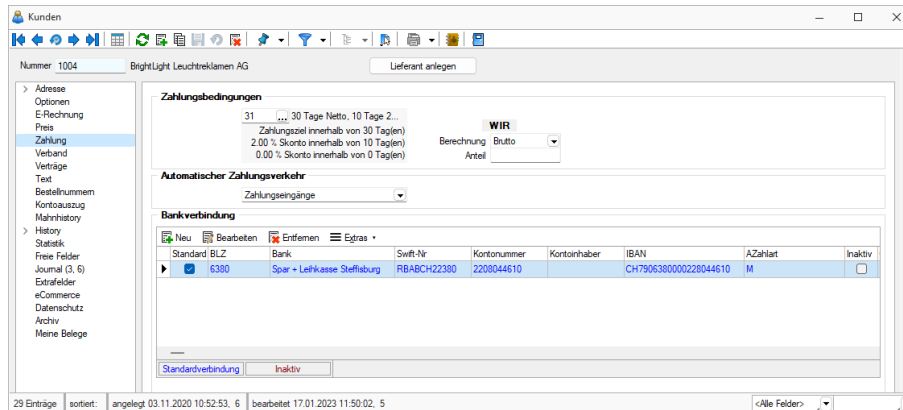 Kunden
Nummer 1004 BrightLight Leuchtreklamen AG Lieferant anlegen
Adresse
Optionen
E-Rechnung
Preis
Zahlung
Verband
Verträge
Text
Bestellnummern
Kontoauszug
Mahnhistory
History
Statistik
Freie Felder
Journal (3, 6)
Extrafelder
eCommerce
Datenschutz
Archiv
Meine Belege
Zahlungsbedingungen
31 ... 30 Tage Netto, 10 Tage 2...
Zahlungsziel innerhalb von 30 Tag(en)
2.00 % Skonto innerhalb von 10 Tag(en)
0.00 % Skonto innerhalb von 0 Tag(en)
WIR
Berechnung Brutto
Anteil
Automatischer Zahlungsverkehr
Zahlungseingänge
Bankverbindung
Neu Bearbeiten Entfernen Extras
Standard BLZ Bank Swift-Nr Kontonummer Kontoinhaber IBAN AZahlart Inaktiv
6380 Spar + Leihkasse Steffisburg RBABCH22380 2208044610 CH7906380000228044610 M
Standardverbindung Inaktiv
29 Einträge sortiert: angelegt 03.11.2020 10:52:53, 6 bearbeitet 17.01.2023 11:50:02, 5 <Alle Felder>